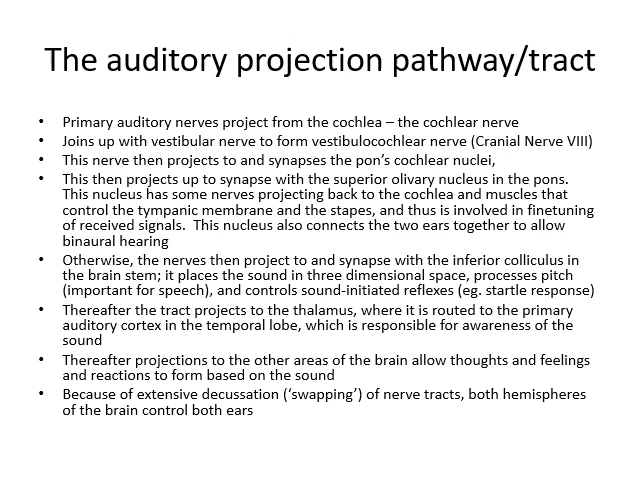 The auditory projection pathway/tract
• Primary auditory nerves project from the cochlea – the cochlear nerve
• Joins up with vestibular nerve to form vestibulocochlear nerve (Cranial Nerve VIII)
• This nerve then projects to and synapses the pon's cochlear nuclei,
• This then projects up to synapse with the superior olivary nucleus in the pons.
This nucleus has some nerves projecting back to the cochlea and muscles that
control the tympanic membrane and the stapes, and thus is involved in finetuning
of received signals.  This nucleus also connects the two ears together to allow
binaural hearing
• Otherwise, the nerves then project to and synapse with the inferior colliculus in
the brain stem; it places the sound in three dimensional space, processes pitch
(important for speech), and controls sound-initiated reflexes (eg. startle response)
• Thereafter the tract projects to the thalamus, where it is routed to the primary
auditory cortex in the temporal lobe, which is responsible for awareness of the
sound
• Thereafter projections to the other areas of the brain allow thoughts and feelings
and reactions to form based on the sound
• Because of extensive decussation ('swapping') of nerve tracts, both hemispheres
of the brain control both ears